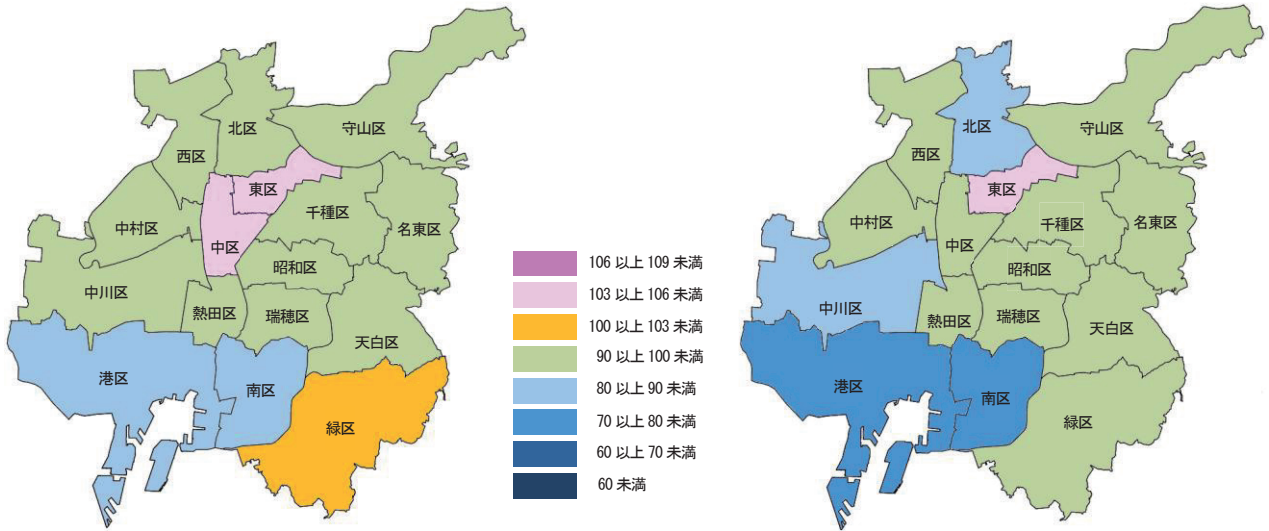 北区
守山区
西区
東区
千種区
名東区
中村区
中区
昭和区
中川区
熱田区
瑞穂区
天白区
港区
南区
緑区
106 以上 109 未満
103 以上 106 未満
100 以上 103 未満
90 以上 100 未満
80 以上 90 未満
70 以上 80 未満
60 以上 70 未満
60 未満
北区
守山区
西区
東区
千種区
名東区
中村区
中区
昭和区
中川区
熱田区
瑞穂区
天白区
港区
南区
緑区